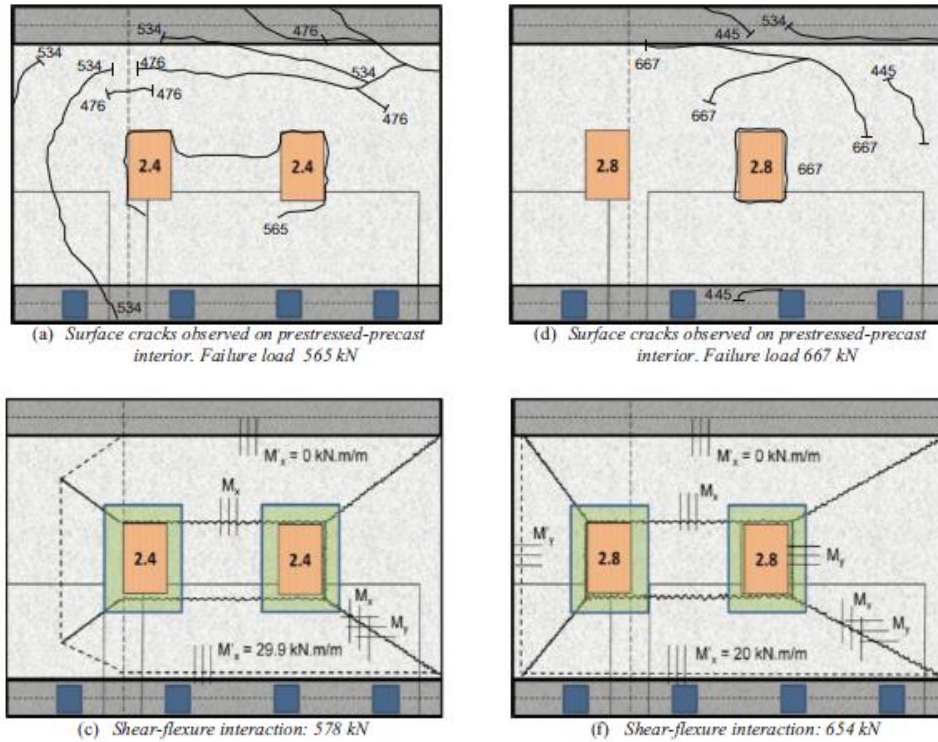 476
534
445
534
534
476
667
445
534
534
476
476
476
667
667
2.4
2.4
2.8
2.8
667
565
534
445
(a) Surface cracks observed on prestressed-precast
interior. Failure load 565 kN
(d) Surface cracks observed on prestressed-precast
interior. Failure load 667 kN
M'x = 0 kN.m/m
Mx
2.4
2.4
Mx
My
M'x = 29.9 kN.m/m
(c) Shear-flexure interaction: 578 kN
M'x = 0 kN.m/m
Mx
M'y
2.8
2.8
My
Mx
My
M'x = 20 kN.m/m
(f) Shear-flexure interaction: 654 kN